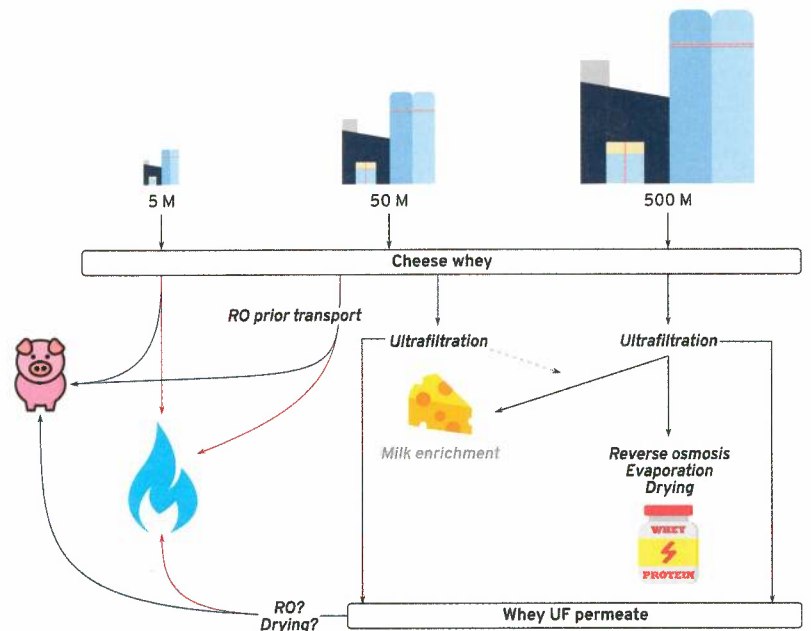 5 M
50 M
500 M
Cheese whey
RO prior transport
Ultrafiltration
Ultrafiltration
Milk enrichment
Reverse osmosis
Evaporation
Drying
WHEY
PROTEIN
RO?
Drying?
Whey UF permeate